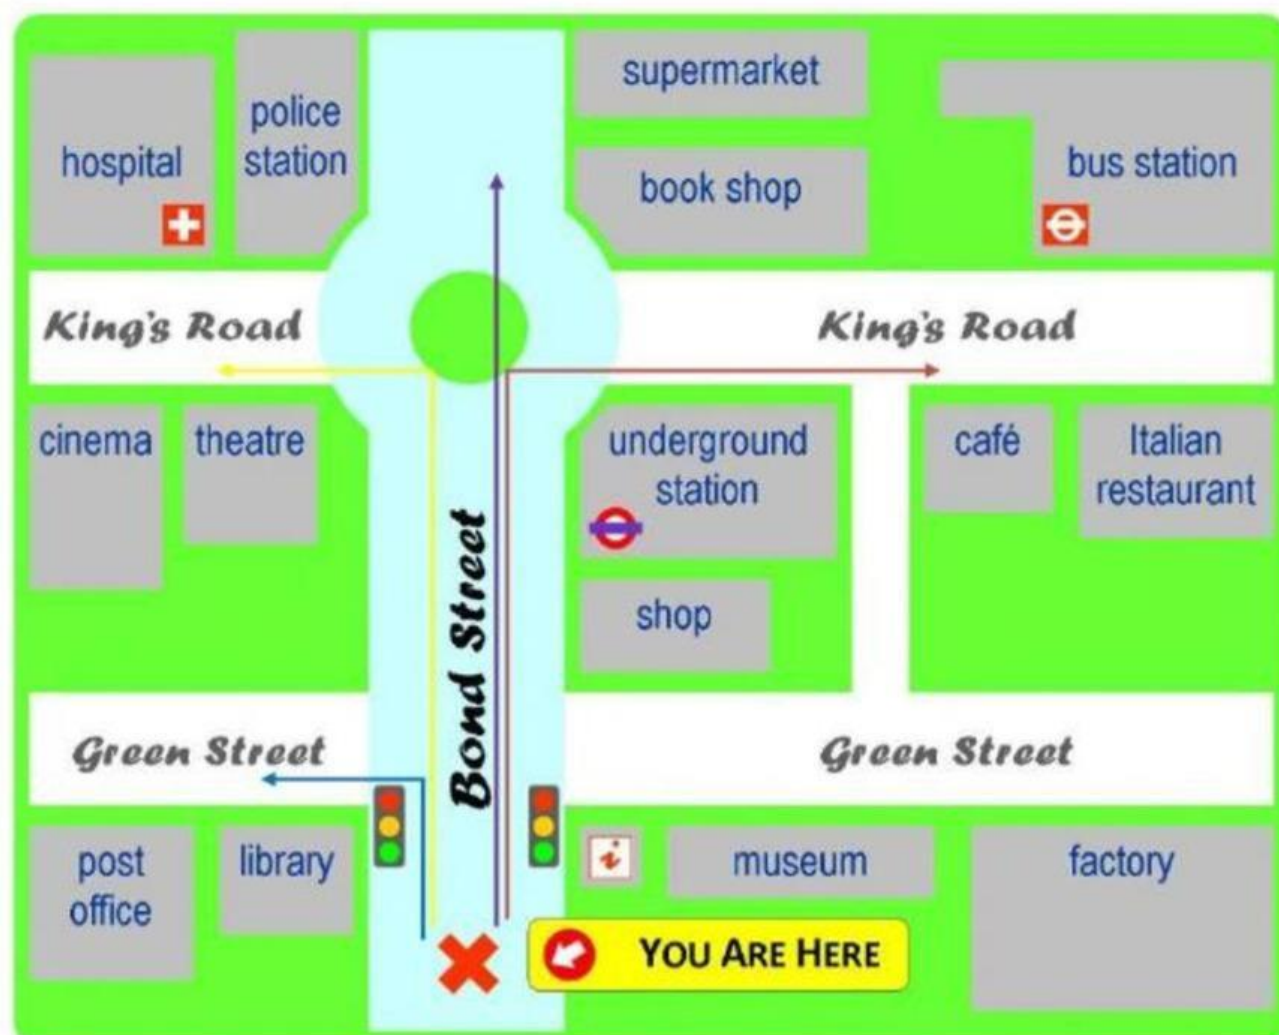 supermarket
police
station
hospital
book shop
bus station
King's Road
King's Road
cinema
theatre
underground
station
café
Italian
restaurant
Bond Street
shop
Green Street
Green Street
post
office
library
i
museum
factory
YOU ARE HERE